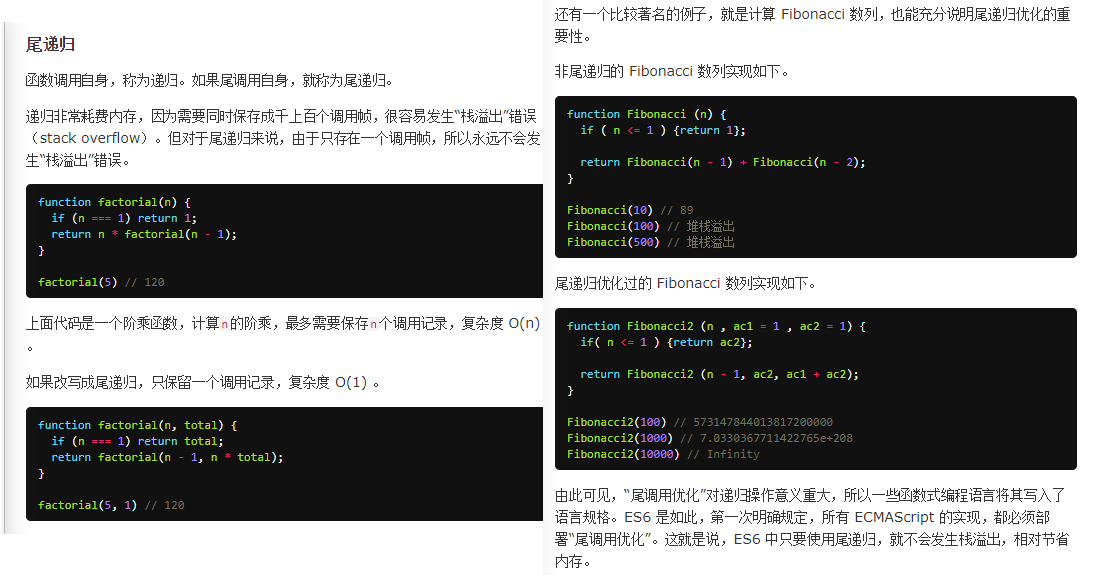 尾递归
函数调用自身，称为递归。如果尾调用自身，就称为尾递归。
递归非常耗费内存，因为需要同时保存成千上百个调用帧，很容易发生“栈溢出”错误
（stack overflow）。但对于尾递归来说，由于只存在一个调用帧，所以永远不会发
生“栈溢出”错误。
function factorial(n) {
  if (n === 1) return 1;
  return n * factorial(n - 1);
}
factorial(5) // 120
上面代码是一个阶乘函数，计算n的阶乘，最多需要保存n个调用记录，复杂度 O(n)
。
如果改写成尾递归，只保留一个调用记录，复杂度 O(1) 。
function factorial(n, total) {
  if (n === 1) return total;
  return factorial(n - 1, n * total);
}
factorial(5, 1) // 120
还有一个比较著名的例子，就是计算 Fibonacci 数列，也能充分说明尾递归优化的重
要性。
非尾递归的 Fibonacci 数列实现如下。
function Fibonacci (n) {
  if ( n <= 1 ) {return 1};
  return Fibonacci(n - 1) + Fibonacci(n - 2);
}
Fibonacci(10) // 89
Fibonacci(100) // 堆栈溢出
Fibonacci(500) // 堆栈溢出
尾递归优化过的 Fibonacci 数列实现如下。
function Fibonacci2 (n , ac1 = 1 , ac2 = 1) {
  if( n <= 1 ) {return ac2};
  return Fibonacci2 (n - 1, ac2, ac1 + ac2);
}
Fibonacci2(100) // 573147844013817200000
Fibonacci2(1000) // 7.0330367711422765e+208
Fibonacci2(10000) // Infinity
由此可见，“尾调用优化”对递归操作意义重大，所以一些函数式编程语言将其写入了
语言规格。ES6 是如此，第一次明确规定，所有 ECMAScript 的实现，都必须部
署“尾调用优化”。这就是说，ES6 中只要使用尾递归，就不会发生栈溢出，相对节省
内存。